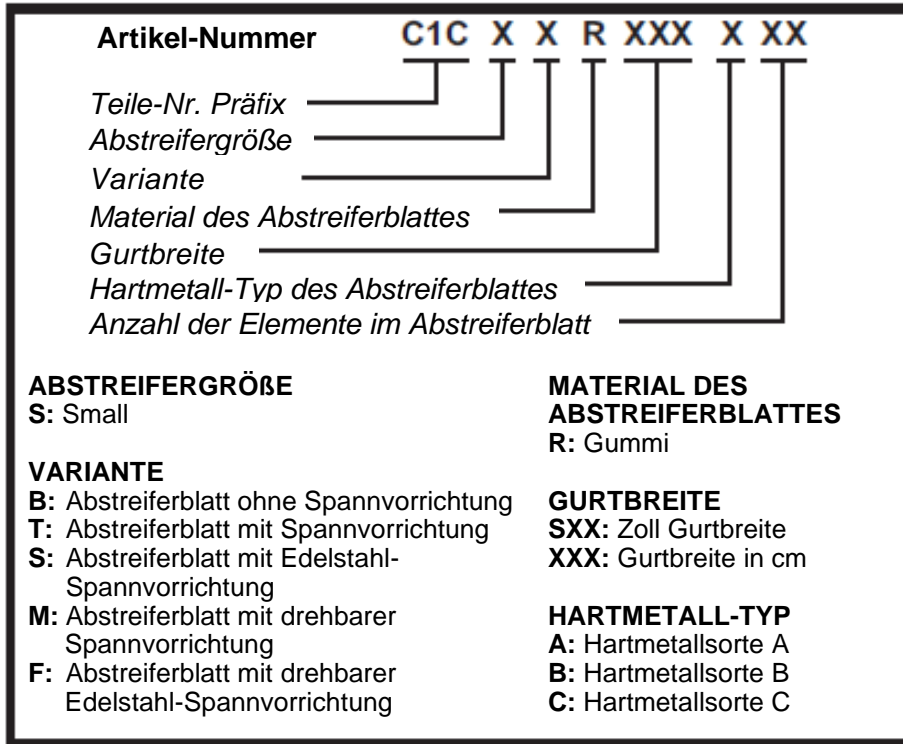 Artikel-Nummer C1C X X R XXX X XX
Teile-Nr. Präfix
Abstreifergröße
Variante
Material des Abstreiferblattes
Gurtbreite
Hartmetall-Typ des Abstreiferblattes
Anzahl der Elemente im Abstreiferblatt
ABSTREIFERGRÖßE
S: Small
VARIANTE
B: Abstreiferblatt ohne Spannvorrichtung
T: Abstreiferblatt mit Spannvorrichtung
S: Abstreiferblatt mit Edelstahl-
Spannvorrichtung
M: Abstreiferblatt mit drehbarer
Spannvorrichtung
F: Abstreiferblatt mit drehbarer
Edelstahl-Spannvorrichtung
MATERIAL DES
ABSTREIFERBLATTES
R: Gummi
GURTBREITE
SXX: Zoll Gurtbreite
XXX: Gurtbreite in cm
HARTMETALL-TYP
A: Hartmetallsorte A
B: Hartmetallsorte B
C: Hartmetallsorte C